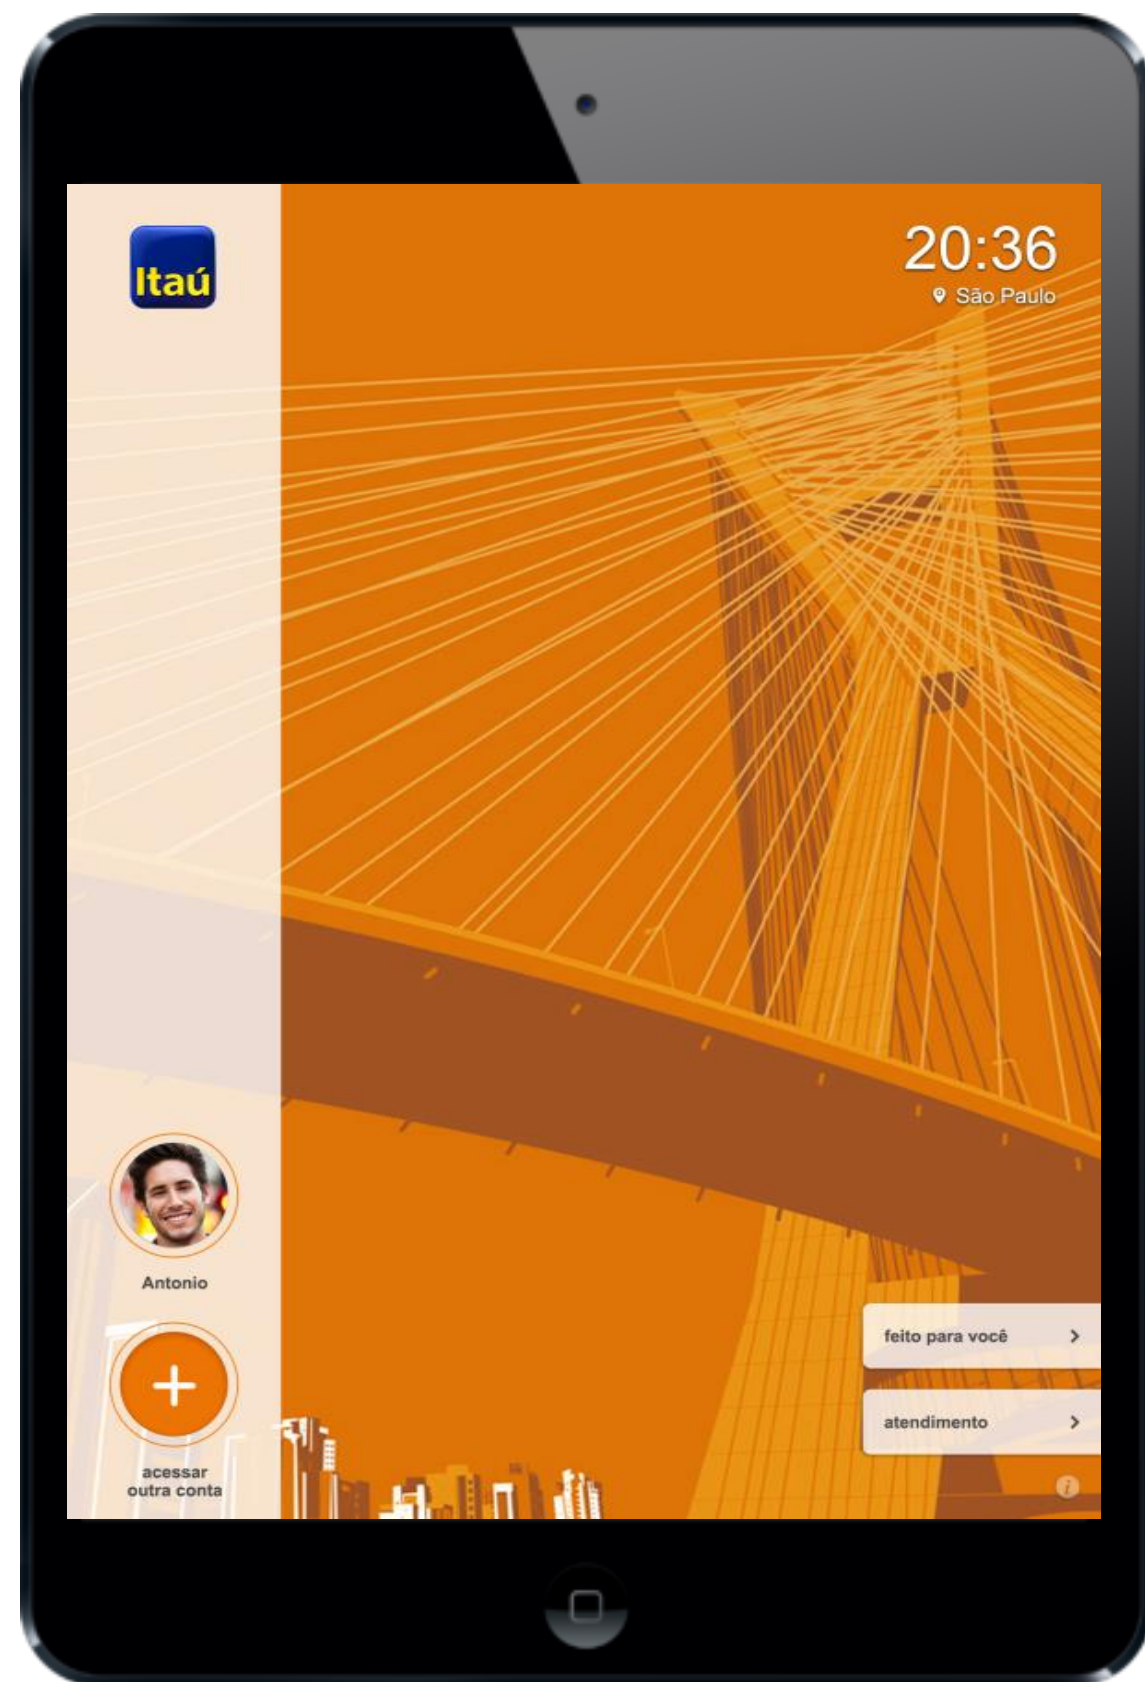 Itaú
20:36
São Paulo
Antonio
acessar
outra conta
feito para você
atendimento
i